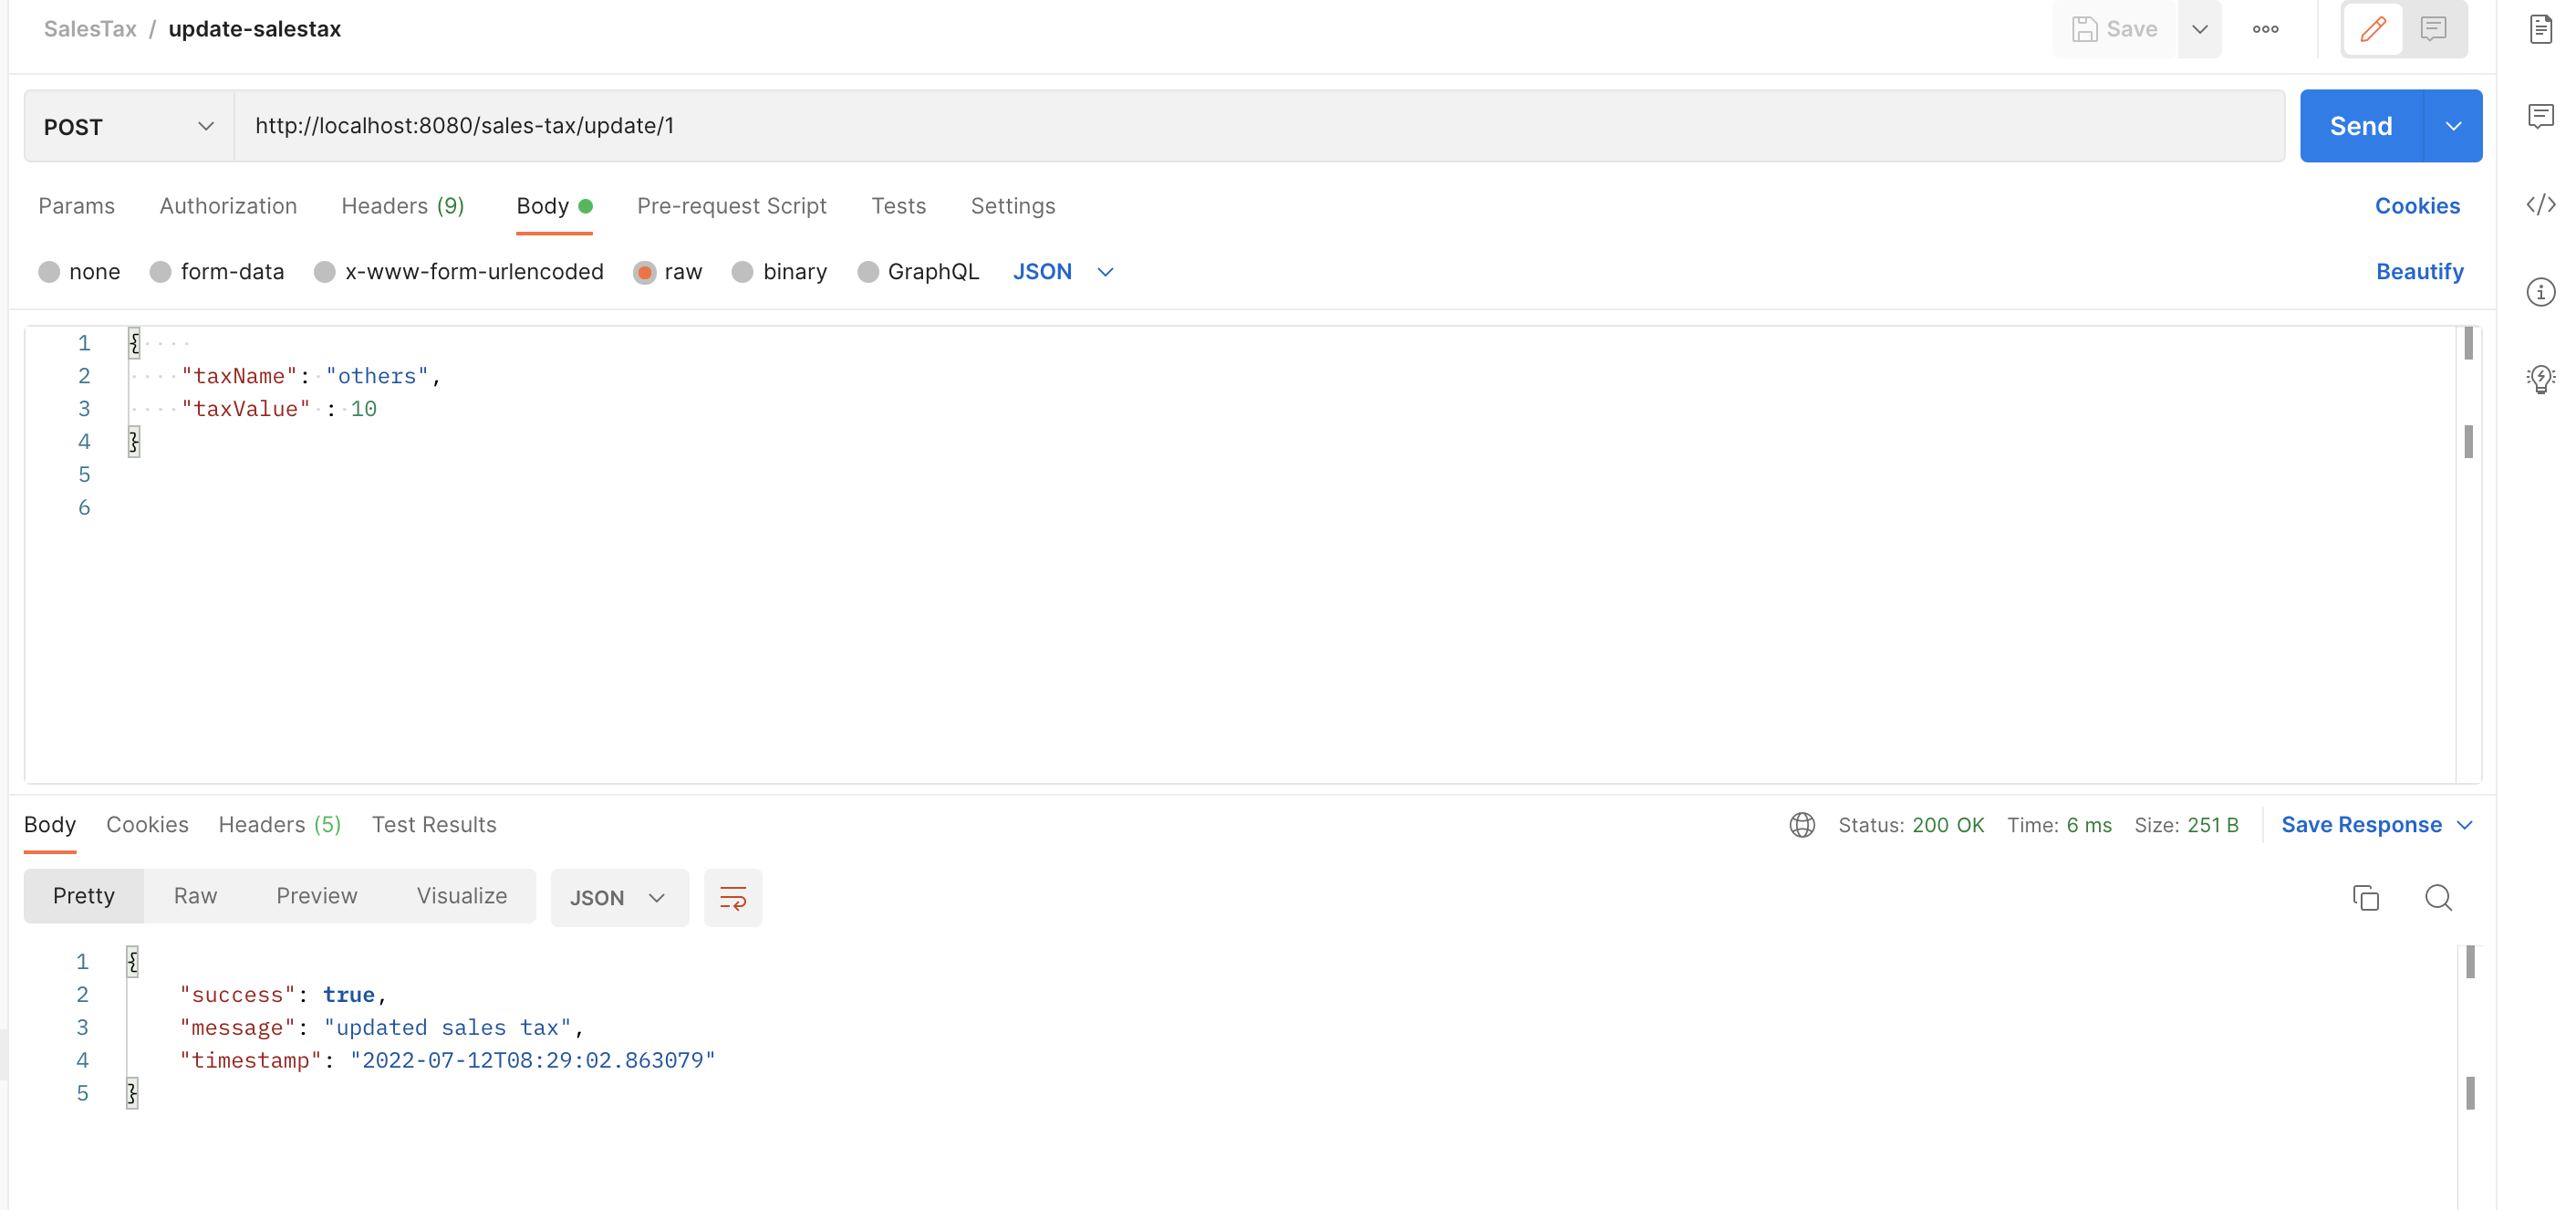 SalesTax / update-salestax
Save
POST http://localhost:8080/sales-tax/update/1 Send
Params Authorization Headers (9) Body Pre-request Script Tests Settings Cookies
none form-data x-www-form-urlencoded raw binary GraphQL JSON Beautify
1 {
2 "taxName": "others",
3 "taxValue" : 10
4 }
5
6
Body Cookies Headers (5) Test Results Status: 200 OK Time: 6 ms Size: 251 B Save Response
Pretty Raw Preview Visualize JSON
1 {
2 "success": true,
3 "message": "updated sales tax",
4 "timestamp": "2022-07-12T08:29:02.863079"
5 }